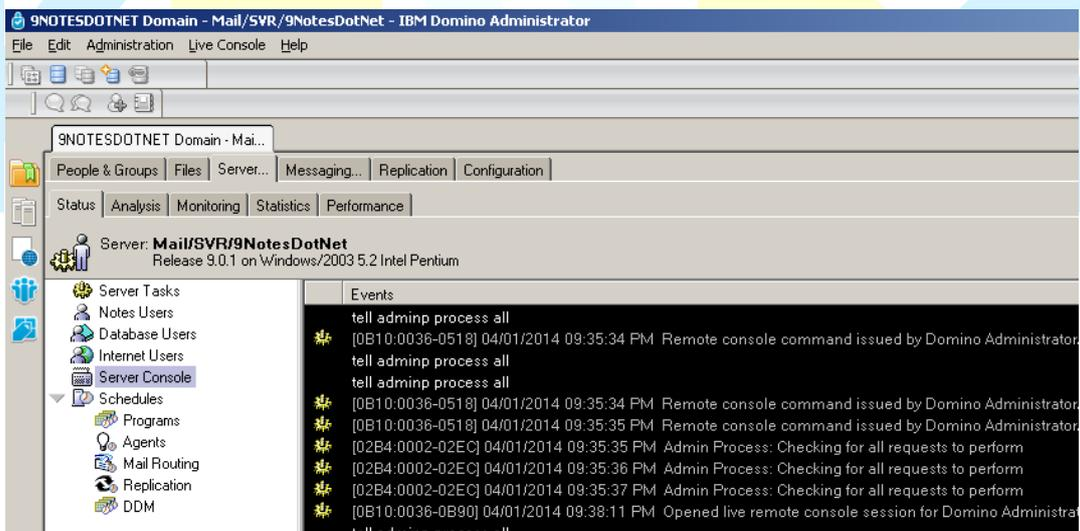 9NOTESDOTNET Domain - Mail/SVR/9NotesDotNet - IBM Domino Administrator
File Edit Administration Live Console Help
9NOTESDOTNET Domain - Mai...
People & Groups Files Server... Messaging... Replication Configuration
Status Analysis Monitoring Statistics Performance
Server: Mail/SVR/9NotesDotNet
Release 9.0.1 on Windows/2003 5.2 Intel Pentium
Server Tasks
Notes Users
Database Users
Internet Users
Server Console
Schedules
Programs
Agents
Mail Routing
Replication
DDM
Events
tell adminp process all
[0B10:0036-0518] 04/01/2014 09:35:34 PM Remote console command issued by Domino Administrator.
tell adminp process all
tell adminp process all
[0B10:0036-0518] 04/01/2014 09:35:34 PM Remote console command issued by Domino Administrator.
[0B10:0036-0518] 04/01/2014 09:35:35 PM Remote console command issued by Domino Administrator.
[02B4:0002-02EC] 04/01/2014 09:35:35 PM Admin Process: Checking for all requests to perform
[02B4:0002-02EC] 04/01/2014 09:35:36 PM Admin Process: Checking for all requests to perform
[02B4:0002-02EC] 04/01/2014 09:35:37 PM Admin Process: Checking for all requests to perform
[0B10:0036-0B90] 04/01/2014 09:38:11 PM Opened live remote console session for Domino Administrat